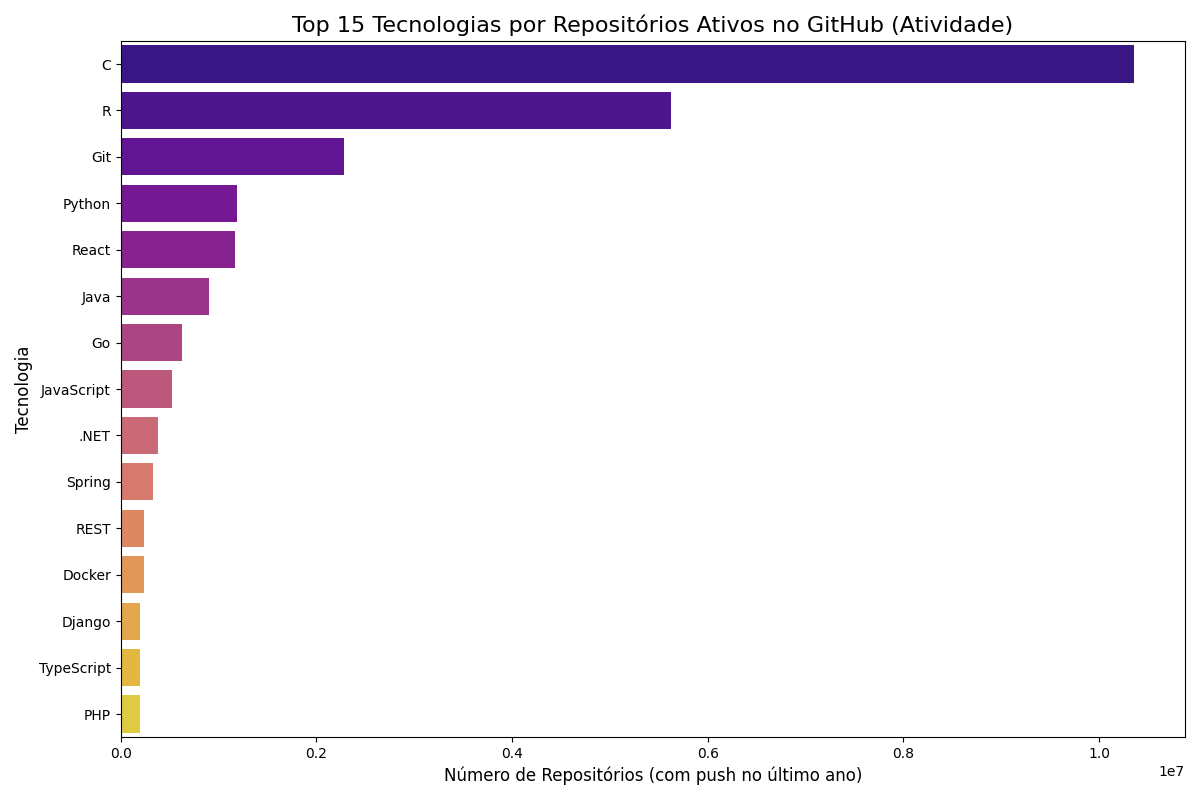 Top 15 Tecnologias por Repositórios Ativos no GitHub (Atividade)
Tecnologia
C
R
Git
Python
React
Java
Go
JavaScript
.NET
Spring
REST
Docker
Django
TypeScript
PHP
0.0 0.2 0.4 0.6 0.8 1.0
1e7
Número de Repositórios (com push no último ano)